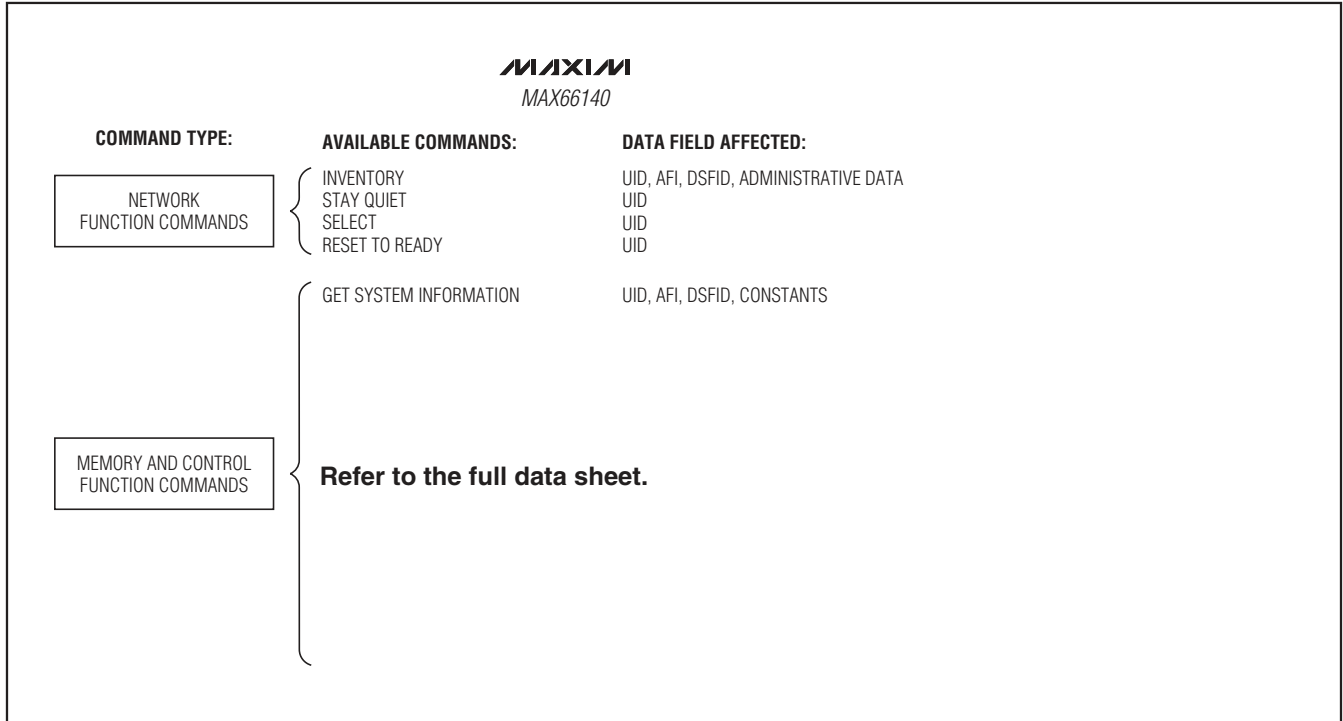 MAXIM
MAX66140
COMMAND TYPE: AVAILABLE COMMANDS: DATA FIELD AFFECTED:
NETWORK
FUNCTION COMMANDS
INVENTORY UID, AFI, DSFID, ADMINISTRATIVE DATA
STAY QUIET UID
SELECT UID
RESET TO READY UID
GET SYSTEM INFORMATION UID, AFI, DSFID, CONSTANTS
MEMORY AND CONTROL
FUNCTION COMMANDS
Refer to the full data sheet.